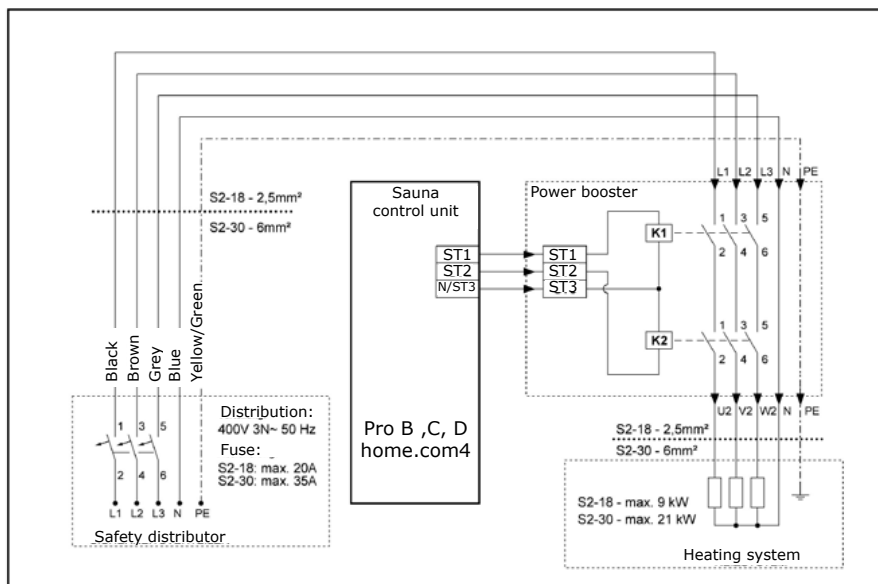 L1 L2 L3 N PE
Sauna
control unit
Power booster
S2-18 - 2,5mm²
S2-30 - 6mm²
1 3 5
K1
2 4 6
ST1
ST2
N/ST3
ST1
ST2
ST3
1 3 5
K2
2 4 6
Black
Brown
Grey
Blue
Yellow/Green
U2 V2 W2 N PE
Distribution:
400V 3N~ 50 Hz
Fuse:
S2-18: max. 20A
S2-30: max. 35A
1 3 5
2 4 6
L1 L2 L3 N PE
Safety distributor
Pro B ,C, D
home.com4
S2-18 - 2,5mm²
S2-30 - 6mm²
S2-18 - max. 9 kW
S2-30 - max. 21 kW
Heating system